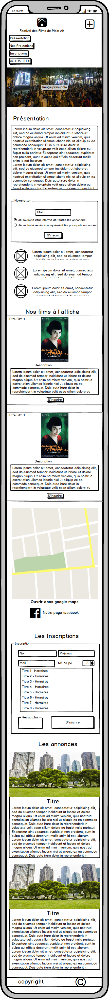 02:25 PM
Festival des Films de Plein Air
Présentation
Nos Projections
Inscriptions
ACTUALITÉS
Image principale
Présentation
Lorem ipsum dolor sit amet, consectetur adipisicing
elit, sed do eiusmod tempor incididunt ut labore et
dolore magna aliqua. Ut enim ad minim veniam, quis
nostrud exercitation ullamco laboris nisi ut aliquip ex ea
commodo consequat. Duis aute irure dolor in
reprehenderit in voluptate velit esse cillum dolore eu
fugiat nulla pariatur. Excepteur sint occaecat cupidatat
non proident, sunt in culpa qui officia deserunt mollit
anim id est laborum.
Lorem ipsum dolor sit amet, consectetur adipisicing
elit, sed do eiusmod tempor incididunt ut labore et
dolore magna aliqua. Ut enim ad minim veniam, quis
nostrud exercitation ullamco laboris nisi ut aliquip ex ea
commodo consequat. Duis aute irure dolor in
reprehenderit in voluptate velit esse cillum dolore eu
fugiat nulla pariatur. Excepteur sint occaecat cupidatat
Newsletter
Mail
Je souhaite être informé de toutes les annonces
Je souhaite recevoir uniquement les principals annonces
S'inscrir
Lorem ipsum dolor sit amet, consectetur
adipisicing elit, sed do eiusmod tempor
incididunt ut labore et dolore magna
Lorem ipsum dolor sit amet, consectetur
adipisicing elit, sed do eiusmod tempor
incididunt ut labore et dolore magna
Lorem ipsum dolor sit amet, consectetur
adipisicing elit, sed do eiusmod tempor
incididunt ut labore et dolore magna
Nos films à l'affiche
Titre Film 1
Le Fabuleux Destin
d'Amélie Poulain
Description
Lorem ipsum dolor sit amet, consectetur adipisicing elit,
sed do eiusmod tempor incididunt ut labore et dolore
magna aliqua. Ut enim ad minim veniam, quis nostrud
exercitation ullamco laboris nisi ut aliquip ex ea
commodo consequat. Duis aute irure dolor in
reprehenderit in voluptate velit esse cillum dolore eu
S'inscrire
Titre Film 1
Le Fabuleux Destin
d'Amélie Poulain
Description
Lorem ipsum dolor sit amet, consectetur adipisicing elit,
sed do eiusmod tempor incididunt ut labore et dolore
magna aliqua. Ut enim ad minim veniam, quis nostrud
exercitation ullamco laboris nisi ut aliquip ex ea
commodo consequat. Duis aute irure dolor in
reprehenderit in voluptate velit esse cillum dolore eu
S'inscrire
Ouvrir dans google maps
Notre page facebook
Les Inscriptions
Inscription
Nom
Prénom
Mail
Nb. de pe
3
Titre 1 - Horraires
Titre 2 - Horraires
Titre 3 - Horraires
Titre 4 - Horraires
Titre 5 - Horraires
Titre 6 - Horraires
Titre 7 - Horraires
Titre 8 - Horraires
Recaptcha
S'inscrire
Les annonces
Titre
Lorem ipsum dolor sit amet, consectetur adipisicing elit,
sed do eiusmod tempor incididunt ut labore et dolore
magna aliqua. Ut enim ad minim veniam, quis nostrud
exercitation ullamco laboris nisi ut aliquip ex ea commodo
consequat. Duis aute irure dolor in reprehenderit in
voluptate velit esse cillum dolore eu fugiat nulla pariatur.
Excepteur sint occaecat cupidatat non proident, sunt in
culpa qui officia deserunt mollit anim id est laborum.
Lorem ipsum dolor sit amet, consectetur adipisicing elit,
sed do eiusmod tempor incididunt ut labore et dolore
magna aliqua. Ut enim ad minim veniam, quis nostrud
exercitation ullamco laboris nisi ut aliquip ex ea commodo
consequat. Duis aute irure dolor in reprehenderit in
Titre
Lorem ipsum dolor sit amet, consectetur adipisicing elit,
sed do eiusmod tempor incididunt ut labore et dolore
magna aliqua. Ut enim ad minim veniam, quis nostrud
exercitation ullamco laboris nisi ut aliquip ex ea commodo
consequat. Duis aute irure dolor in reprehenderit in
voluptate velit esse cillum dolore eu fugiat nulla pariatur.
Excepteur sint occaecat cupidatat non proident, sunt in
culpa qui officia deserunt mollit anim id est laborum.
Lorem ipsum dolor sit amet, consectetur adipisicing elit,
sed do eiusmod tempor incididunt ut labore et dolore
magna aliqua. Ut enim ad minim veniam, quis nostrud
exercitation ullamco laboris nisi ut aliquip ex ea commodo
consequat. Duis aute irure dolor in reprehenderit in
copyright ©